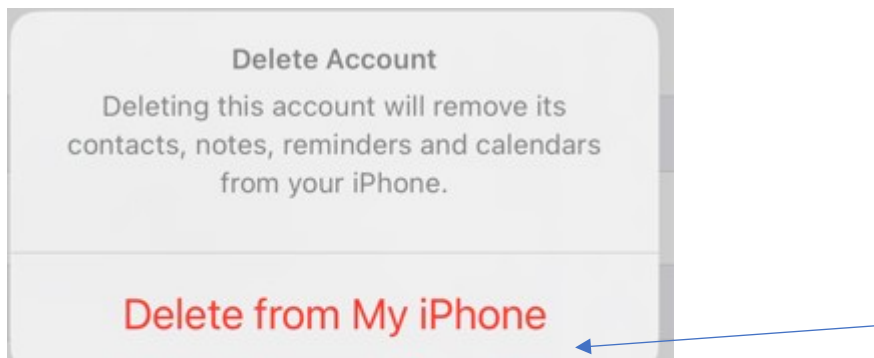 Delete Account
Deleting this account will remove its
contacts, notes, reminders and calendars
from your iPhone.
Delete from My iPhone